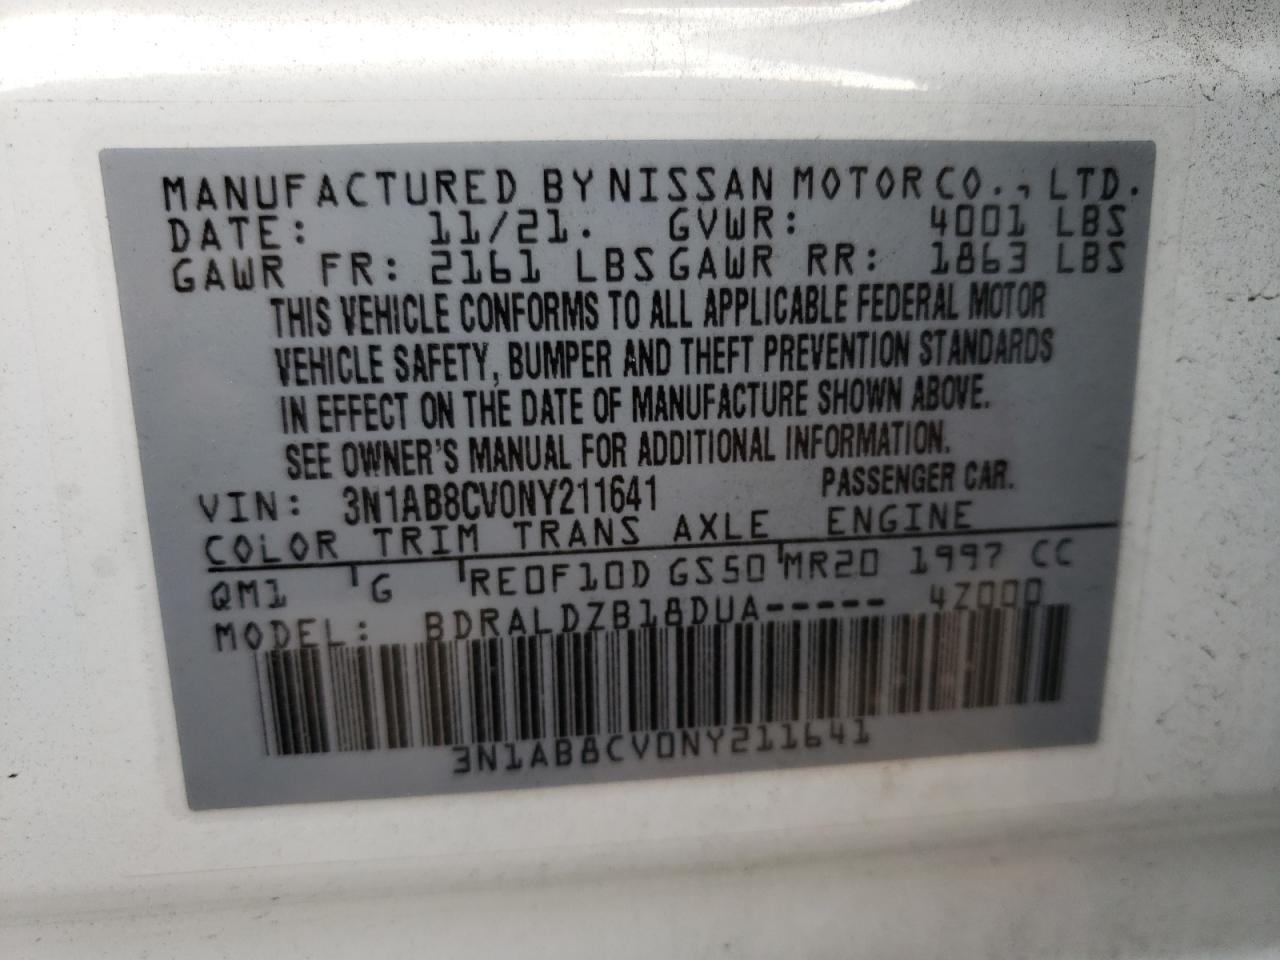 MANUFACTURED BY NISSAN MOTOR CO., LTD.
DATE: 11/21. GVWR: 4001 LBS
GAWR FR: 2161 LBS GAWR RR: 1863 LBS
THIS VEHICLE CONFORMS TO ALL APPLICABLE FEDERAL MOTOR
VEHICLE SAFETY, BUMPER AND THEFT PREVENTION STANDARDS
IN EFFECT ON THE DATE OF MANUFACTURE SHOWN ABOVE.
SEE OWNER'S MANUAL FOR ADDITIONAL INFORMATION.
VIN: 3N1AB8CV0NY211641 PASSENGER CAR.
COLOR TRIM TRANS AXLE ENGINE
QM1 G RE0F10D GS50 MR20 1997 CC
MODEL: BDRALDZB18DUA----- 4Z000
3N1AB8CV0NY211641